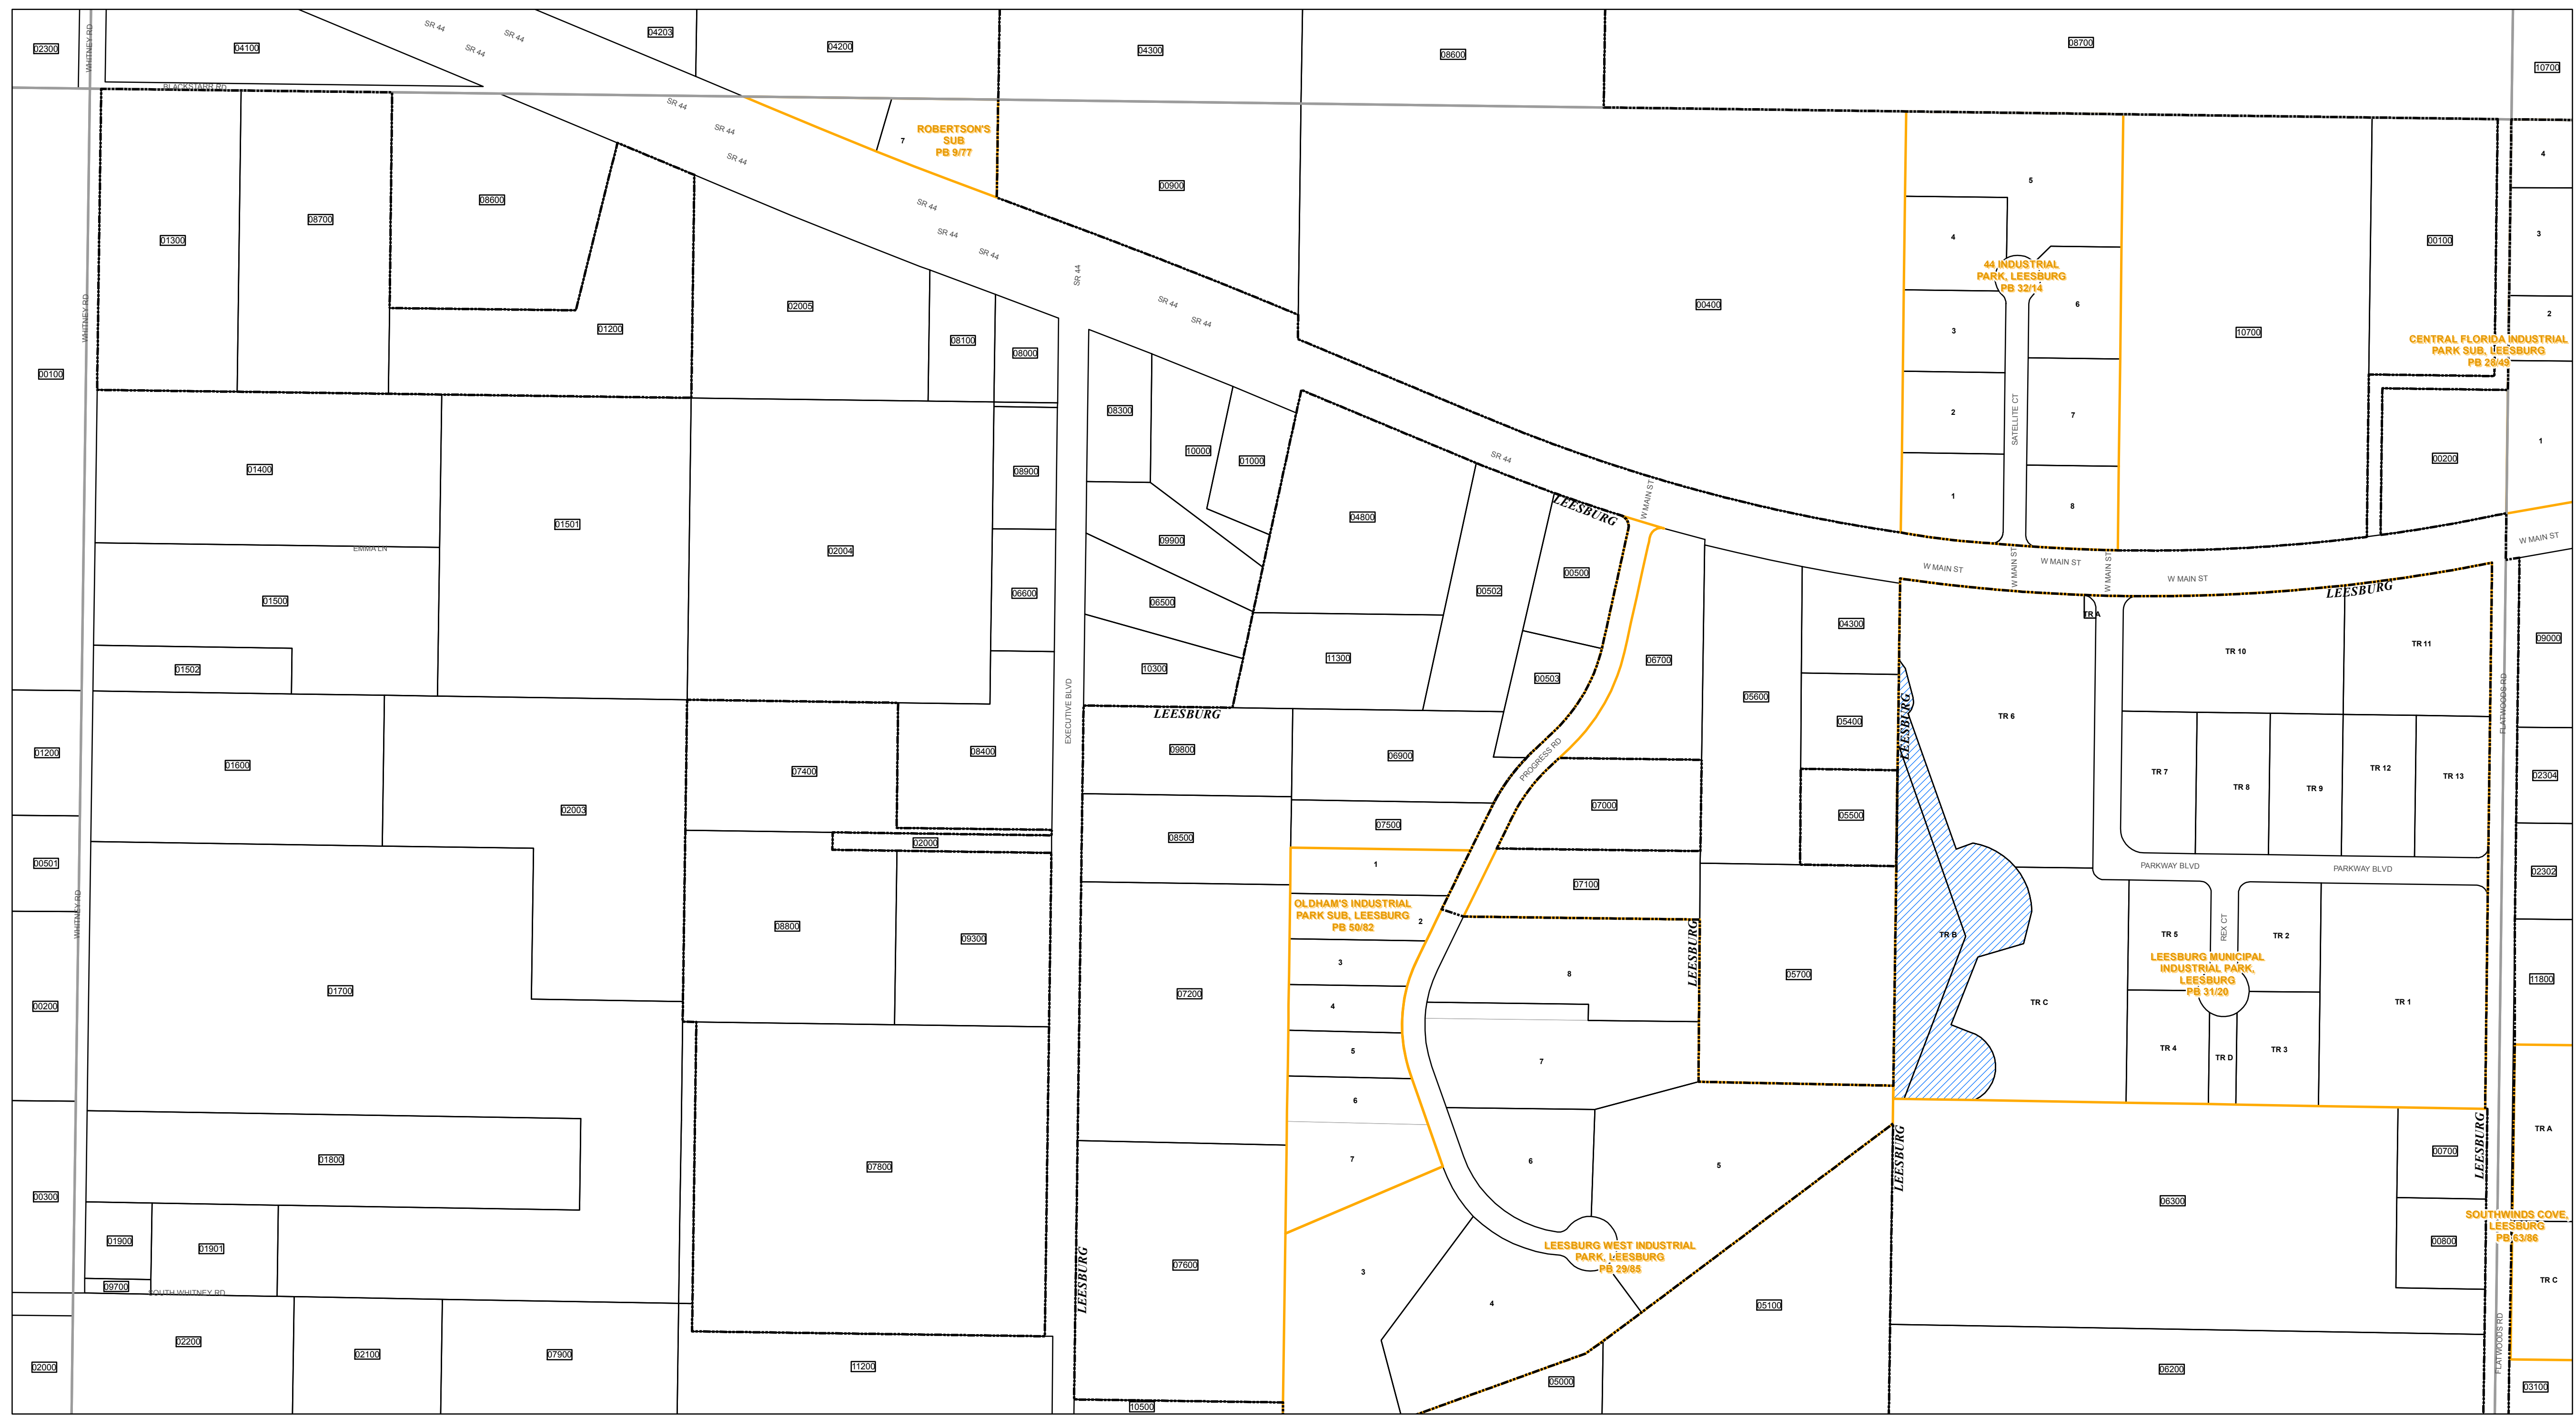 02300
WHITNEY RD
04100
SR 44
SR 44
SR 44
04203
04200
04300
08600
08700
10700
BLACKSTARR RD
SR 44
SR 44
SR 44
7
ROBERTSON'S
SUB
PB 9/77
00900
01300
08700
08600
01200
02005
SR 44
SR 44
SR 44
SR 44
SR 44
SR 44
08100
08000
00400
5
4
44 INDUSTRIAL
PARK, LEESBURG
PB 32/14
6
3
2
7
1
8
SATELLITE CT
10700
00100
4
3
2
CENTRAL FLORIDA INDUSTRIAL
PARK SUB, LEESBURG
PB 28/49
1
00200
WHITNEY RD
00100
01400
01501
EMMA LN
01500
01502
02004
08900
06600
08300
10000
01000
09900
06500
10300
04800
SR 44
LEESBURG
W MAIN ST
00502
00500
11300
00503
06700
05600
04300
05400
W MAIN ST
W MAIN ST
W MAIN ST
W MAIN ST
W MAIN ST
W MAIN ST
LEESBURG
TR A
TR 10
TR 11
09000
TR 6
LEESBURG
FLATWOODS RD
EXECUTIVE BLVD
LEESBURG
01200
01600
02003
07400
08400
09800
06900
PROGRESS RD
07000
05500
07500
TR 7
TR 8
TR 9
TR 12
TR 13
02304
02000
08500
00501
1
07100
PARKWAY BLVD
PARKWAY BLVD
02302
WHITNEY RD
OLDHAM'S INDUSTRIAL
PARK SUB, LEESBURG
PB 50/82
2
08800
09300
LEESBURG
TR B
TR 5
REX CT
TR 2
LEESBURG MUNICIPAL
INDUSTRIAL PARK,
LEESBURG
PB 31/20
00200
01700
07200
3
4
8
05700
TR C
TR 1
11800
5
7
TR 4
TR D
TR 3
6
00300
01800
07800
7
6
5
LEESBURG
06300
00700
LEESBURG
TR A
01900
01901
SOUTHWINDS COVE,
LEESBURG
PB 63/86
00800
LEESBURG WEST INDUSTRIAL
PARK, LEESBURG
PB 29/85
LEESBURG
07600
3
TR C
09700
SOUTH WHITNEY RD
4
05100
02000
02200
02100
07900
11200
10500
05000
06200
FLATWOODS RD
03100